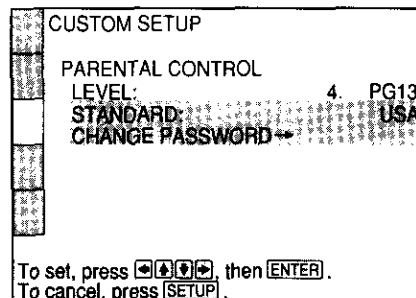 CUSTOM SETUP
PARENTAL CONTROL
LEVEL: 4. PG13
STANDARD: USA
CHANGE PASSWORD→
To set, press ←↑↓→, then ENTER.
To cancel, press SETUP.